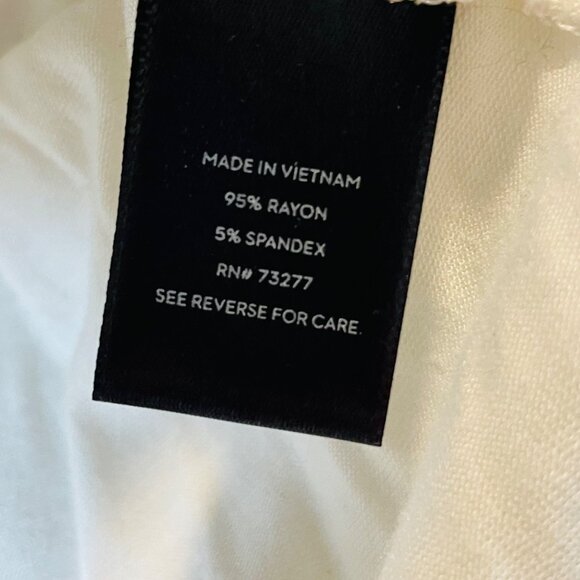 MADE IN VIETNAM
95% RAYON
5% SPANDEX
RN# 73277
SEE REVERSE FOR CARE.